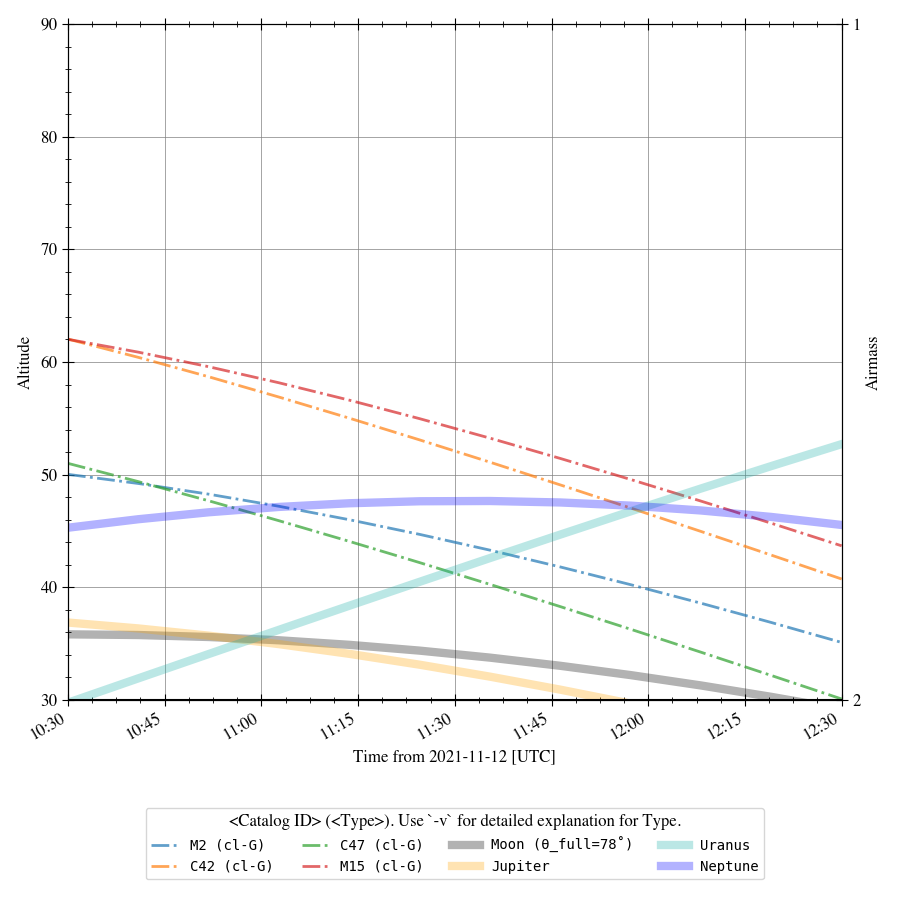 90
80
70
60
50
40
30
Altitude
1
2
Airmass
10:30
10:45
11:00
11:15
11:30
11:45
12:00
12:15
12:30
Time from 2021-11-12 [UTC]
<Catalog ID> (<Type>). Use `-v` for detailed explanation for Type.
M2 (cl-G)
C42 (cl-G)
C47 (cl-G)
M15 (cl-G)
Moon (θ_full=78˚)
Jupiter
Uranus
Neptune